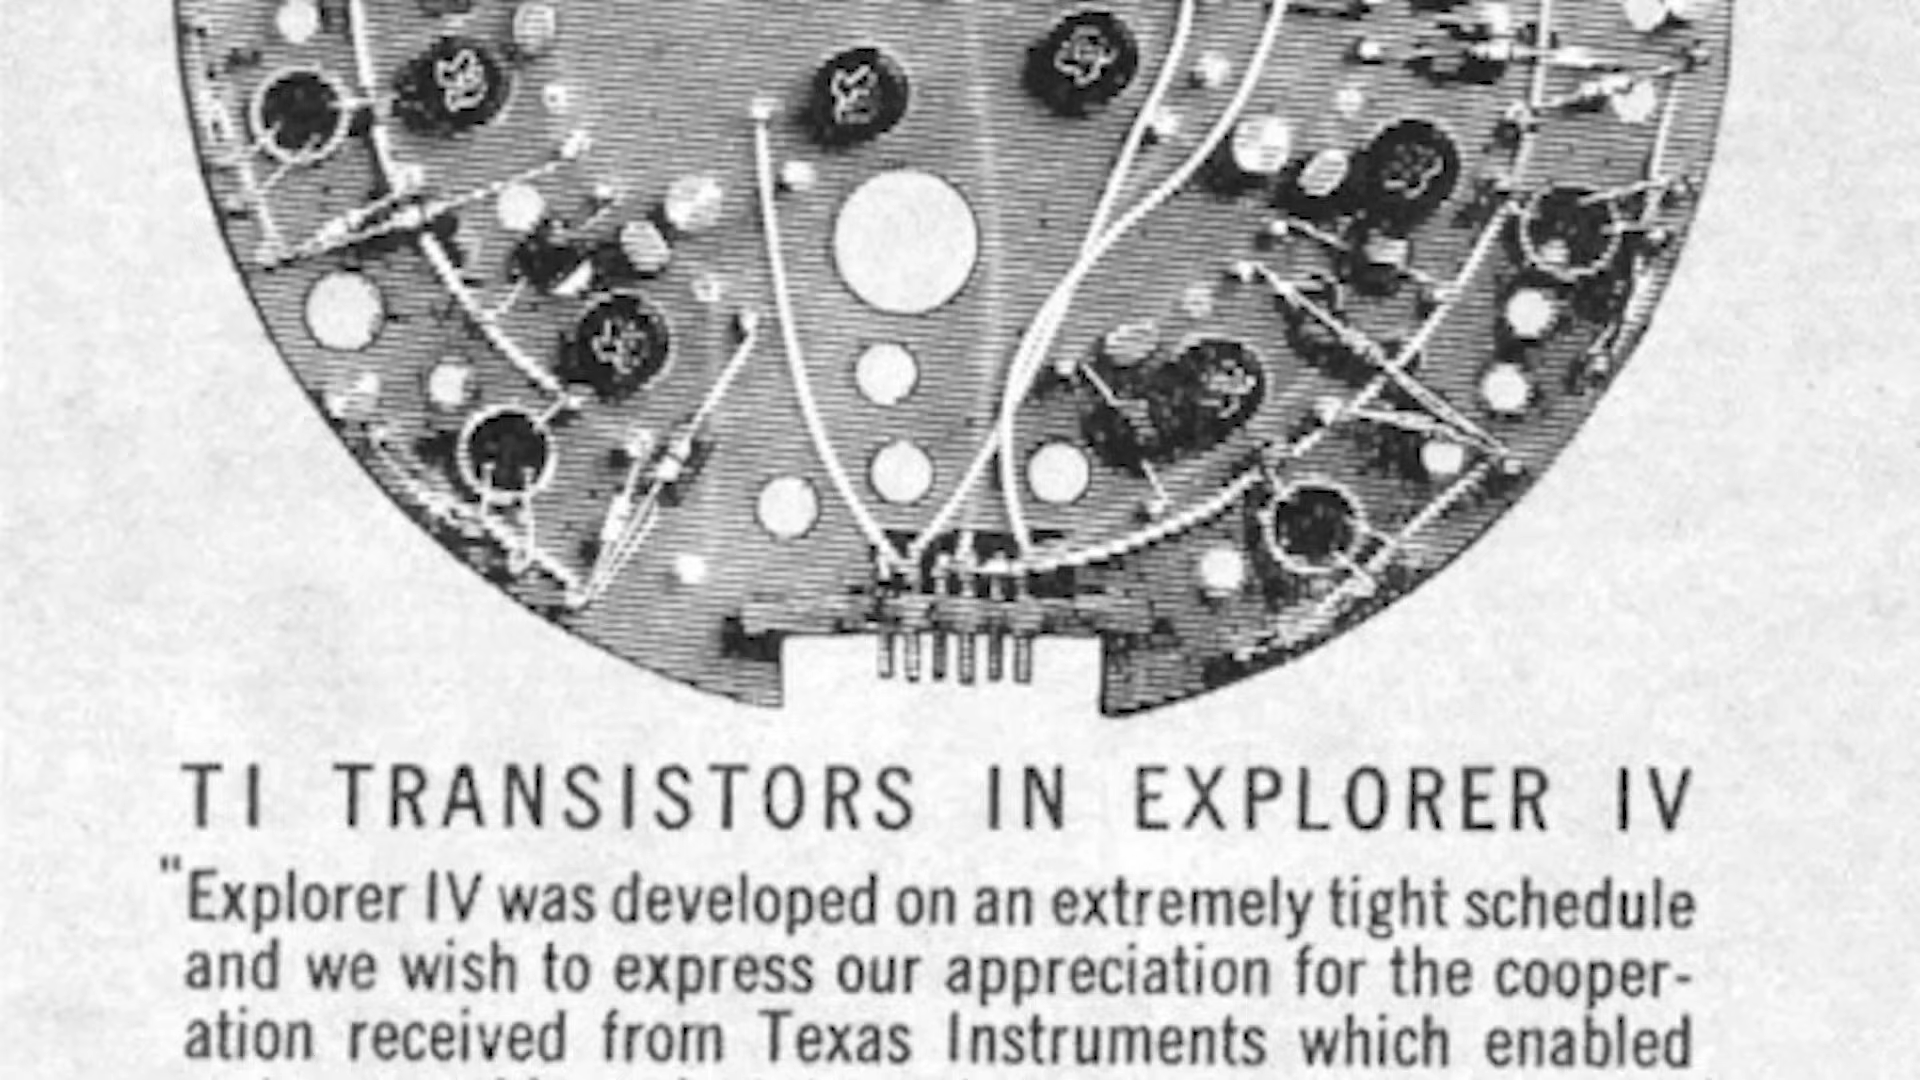 TI TRANSISTORS IN EXPLORER IV
"Explorer IV was developed on an extremely tight schedule
and we wish to express our appreciation for the cooper-
ation received from Texas Instruments which enabled